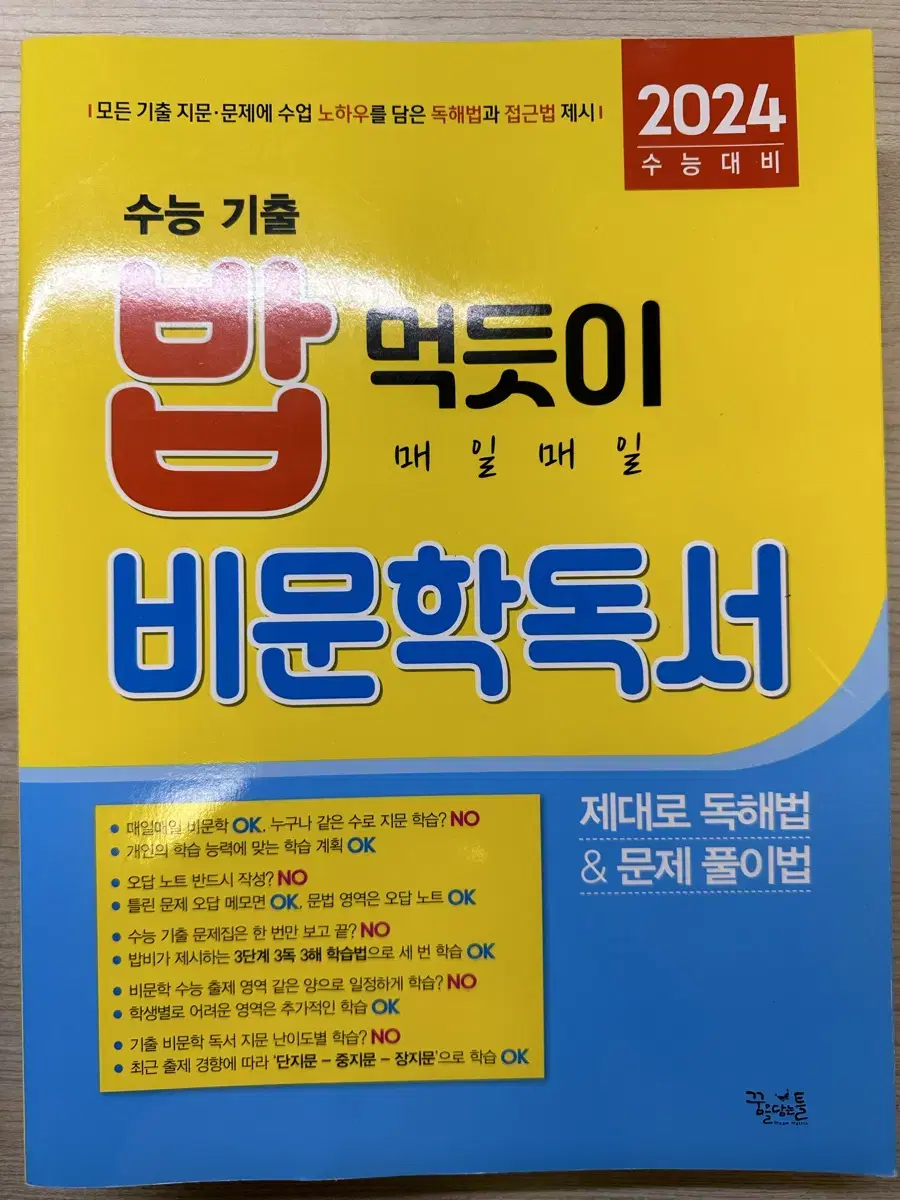 모든 기출 지문·문제에 수업 노하우를 담은 독해법과 접근법 제시
2024
수능대비
수능 기출
밥 먹듯이
매일매일
비문학독서
제대로 독해법
& 문제 풀이법
• 매일매일 비문학 OK, 누구나 같은 수로 지문 학습? NO
• 개인의 학습 능력에 맞는 학습 계획 OK
• 오답 노트 반드시 작성? NO
• 틀린 문제 오답 메모면 OK, 문법 영역은 오답 노트 OK
• 수능 기출 문제집은 한 번만 보고 끝? NO
• 밥비가 제시하는 3단계 3독 3해 학습법으로 세 번 학습 OK
• 비문학 수능 출제 영역 같은 양으로 일정하게 학습? NO
• 학생별로 어려운 영역은 추가적인 학습 OK
• 기출 비문학 독서 지문 난이도별 학습? NO
• 최근 출제 경향에 따라 ‘단지문 – 중지문 – 장지문’으로 학습 OK
꿈을담는틀